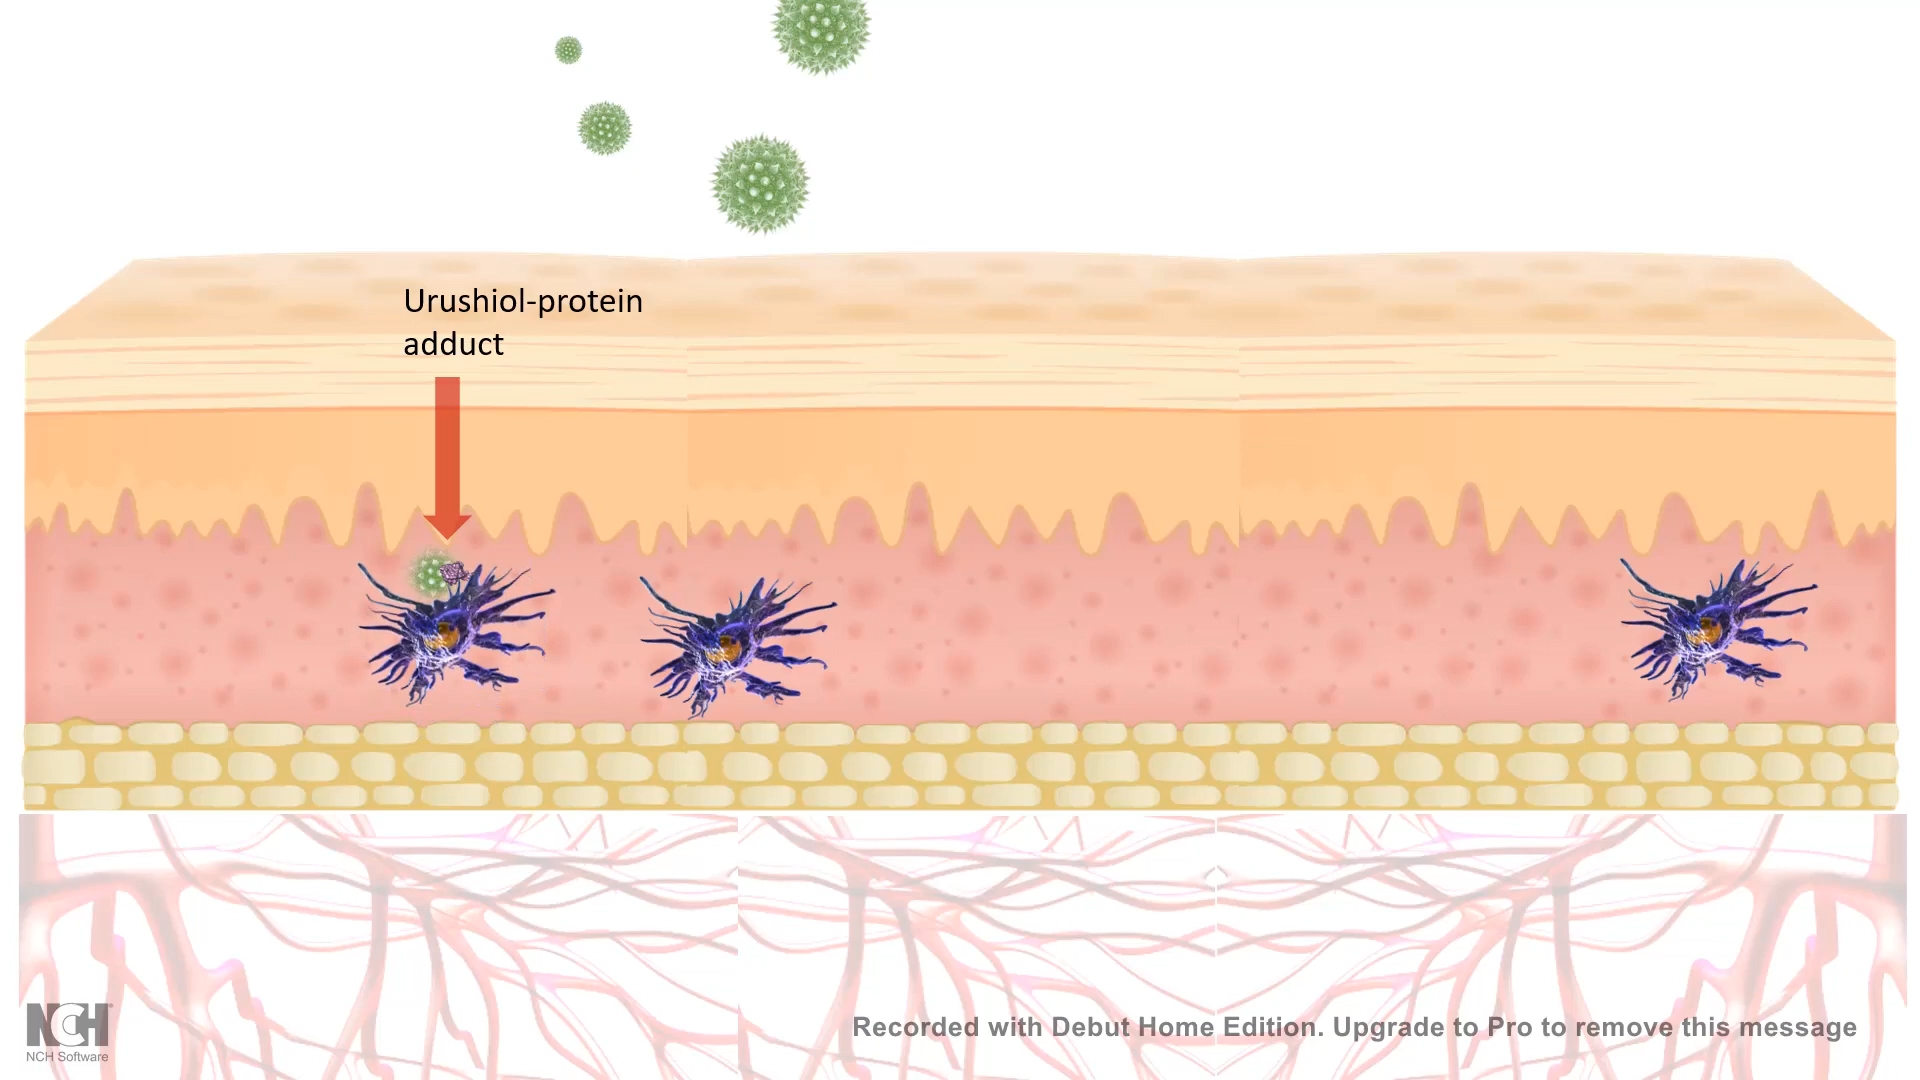 Urushiol-protein
adduct
NCH
NCH Software
Recorded with Debut Home Edition. Upgrade to Pro to remove this message